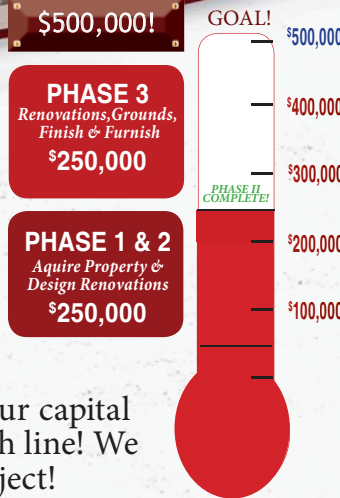 $500,000!
GOAL!
$500,000
PHASE 3
Renovations,Grounds,
Finish & Furnish
$250,000
$400,000
$300,000
PHASE II
COMPLETE!
PHASE 1 & 2
Aquire Property &
Design Renovations
$250,000
$200,000
$100,000
ur capital
h line! We
ject!